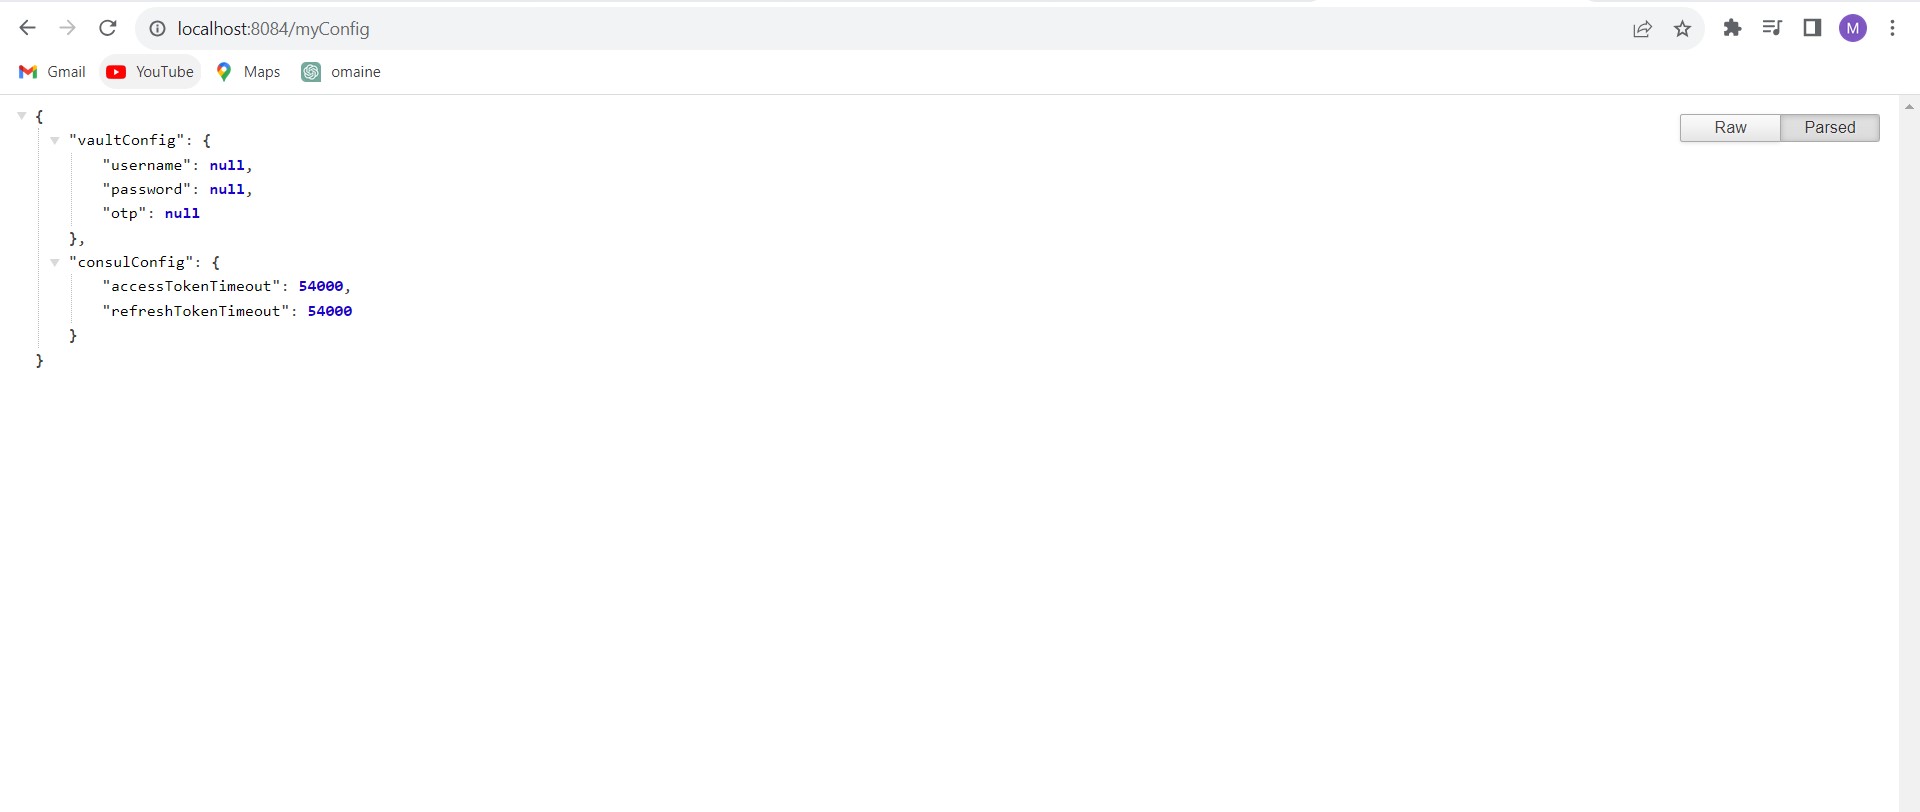 localhost:8084/myConfig
M
Gmail YouTube Maps omaine
{
"vaultConfig": {
"username": null,
"password": null,
"otp": null
},
"consulConfig": {
"accessTokenTimeout": 54000,
"refreshTokenTimeout": 54000
}
}
Raw Parsed